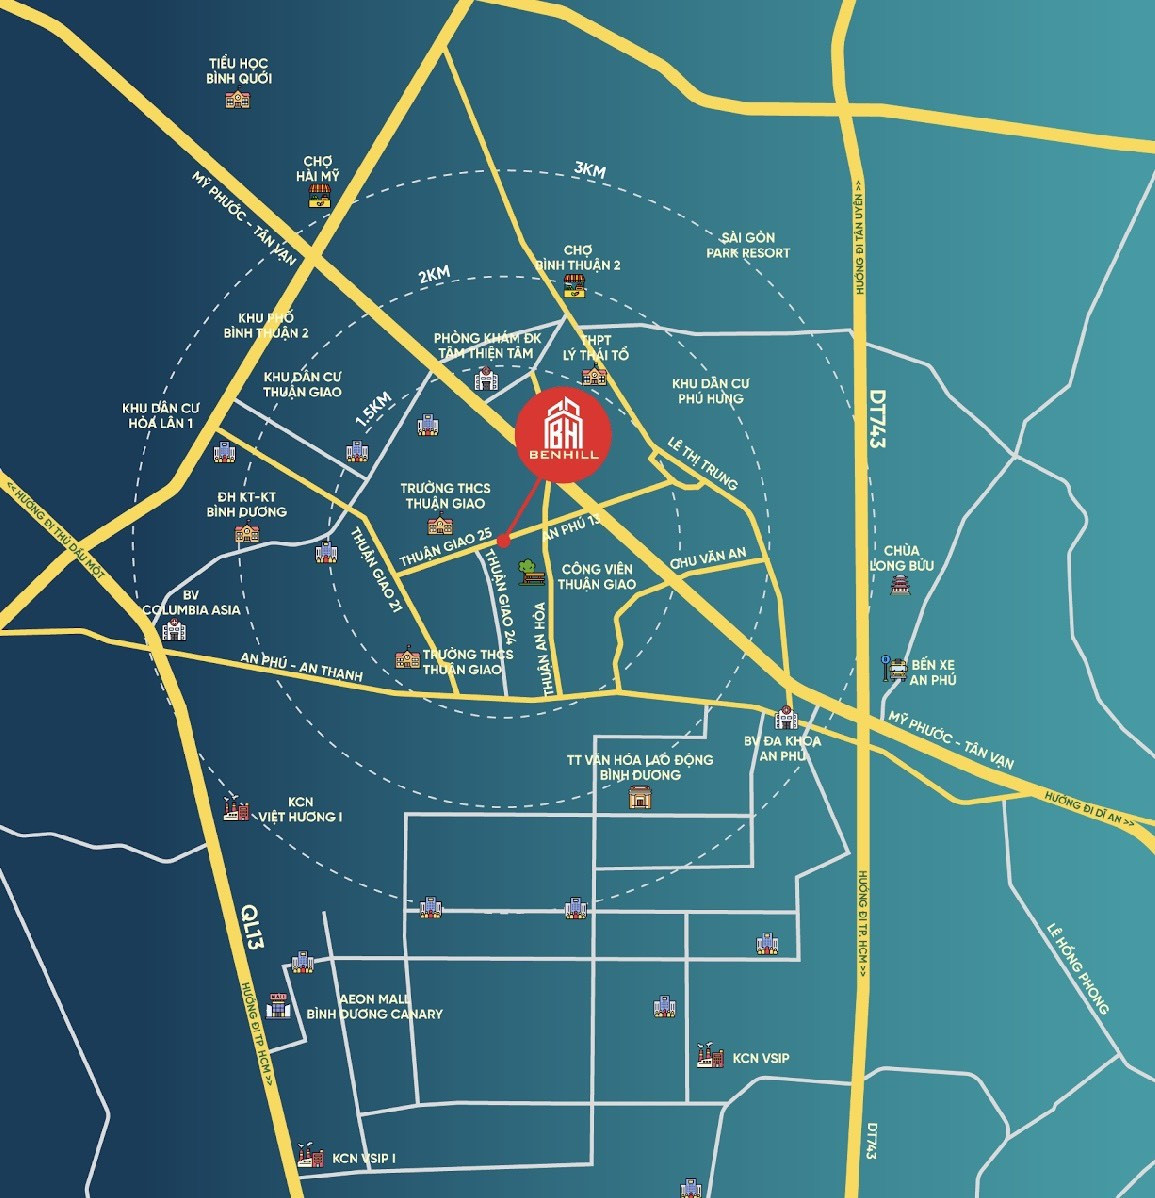 TIỂU HỌC
BÌNH QUỚI
CHỢ
HÀI MỸ
MỸ PHƯỚC - TÂN VẠN
3KM
HƯỚNG ĐI TÂN UYÊN >>
SÀI GÒN
PARK RESORT
CHỢ
BÌNH THUẬN 2
2KM
KHU PHỐ
BÌNH THUẬN 2
PHÒNG KHÁM ĐK
TÂM THIỆN TÂM
THPT
LÝ THÁI TỔ
KHU DÂN CƯ
THUẬN GIAO
KHU DÂN CƯ
PHÚ HƯNG
1.5KM
KHU DÂN CƯ
HÒA LÂN 1
DT743
BH
BENHILL
LÊ THỊ TRUNG
<<HƯỚNG ĐI THỦ DẦU MỘT
ĐH KT-KT
BÌNH DƯƠNG
TRƯỜNG THCS
THUẬN GIAO
THUẬN GIAO 25
AN PHÚ 13
THUẬN GIAO 21
THUẬN GIAO 24
THUẬN AN HÒA
CÔNG VIÊN
THUẬN GIAO
CHU VĂN AN
CHÙA
LONG BỬU
BV
COLUMBIA ASIA
AN PHÚ - AN THẠNH
TRƯỜNG THCS
THUẬN GIAO
BẾN XE
AN PHÚ
MỸ PHƯỚC - TÂN VẠN
BV ĐA KHOA
AN PHÚ
TT VĂN HÓA LAO ĐỘNG
BÌNH DƯƠNG
HƯỚNG ĐI DĨ AN >>
KCN
VIỆT HƯƠNG I
QL13
HƯỚNG ĐI TP. HCM >>
LÊ HỒNG PHONG
HƯỚNG ĐI TP HCM >>
MALL
AEON MALL
BÌNH DƯƠNG CANARY
KCN VSIP
KCN VSIP I
DT743